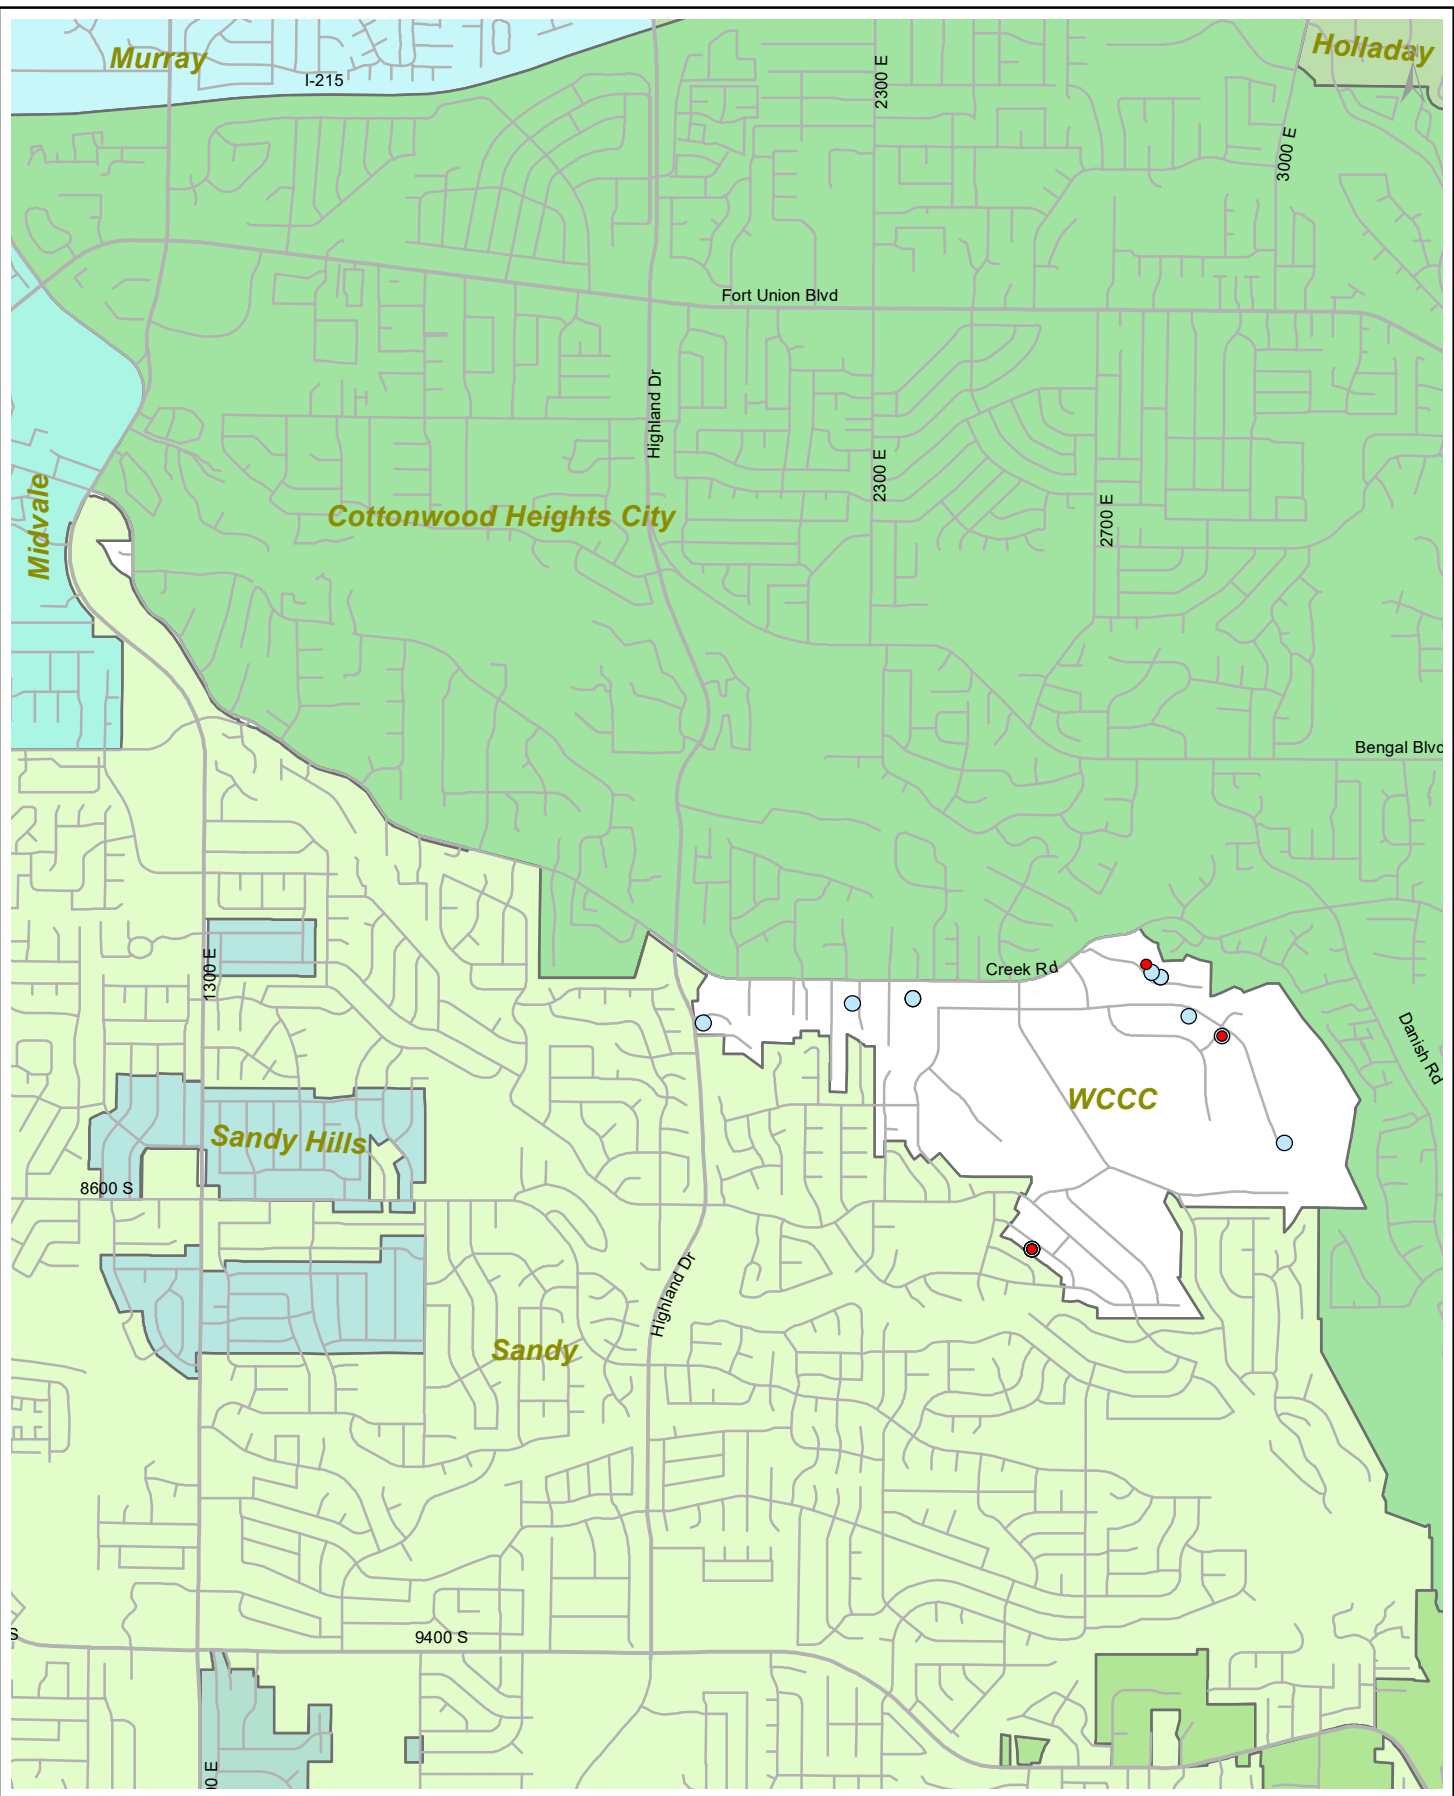 Murray
Holladay
I-215
2300 E
3000 E
Fort Union Blvd
Highland Dr
2300 E
2700 E
Midvale
Cottonwood Heights City
Bengal Blvd
1300 E
Creek Rd
Danish Rd
WCCC
Sandy Hills
8600 S
Highland Dr
Sandy
S
9400 S
0 E